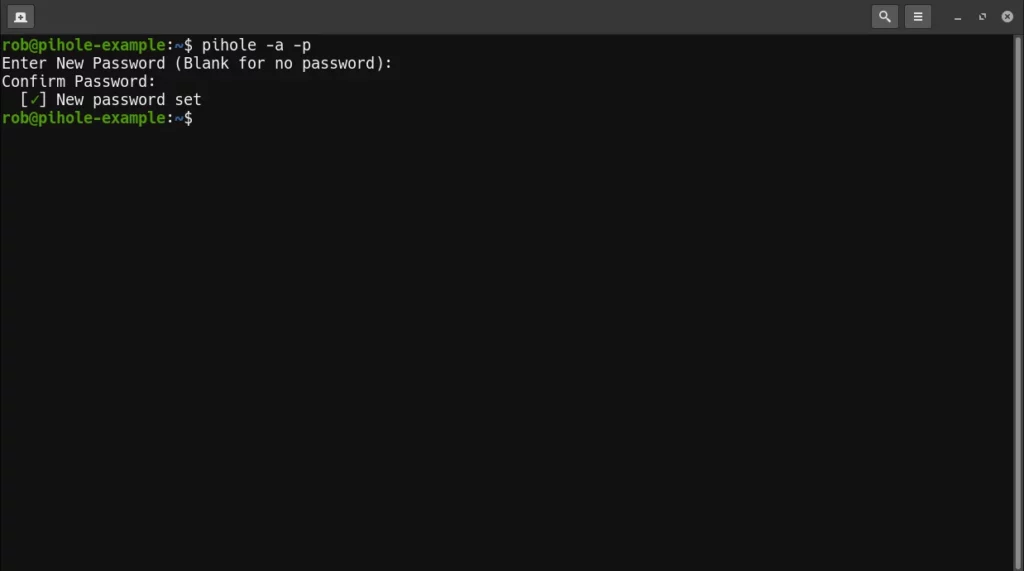 rob@pihole-example:~$ pihole -a -p
Enter New Password (Blank for no password):
Confirm Password:
  [✓] New password set
rob@pihole-example:~$